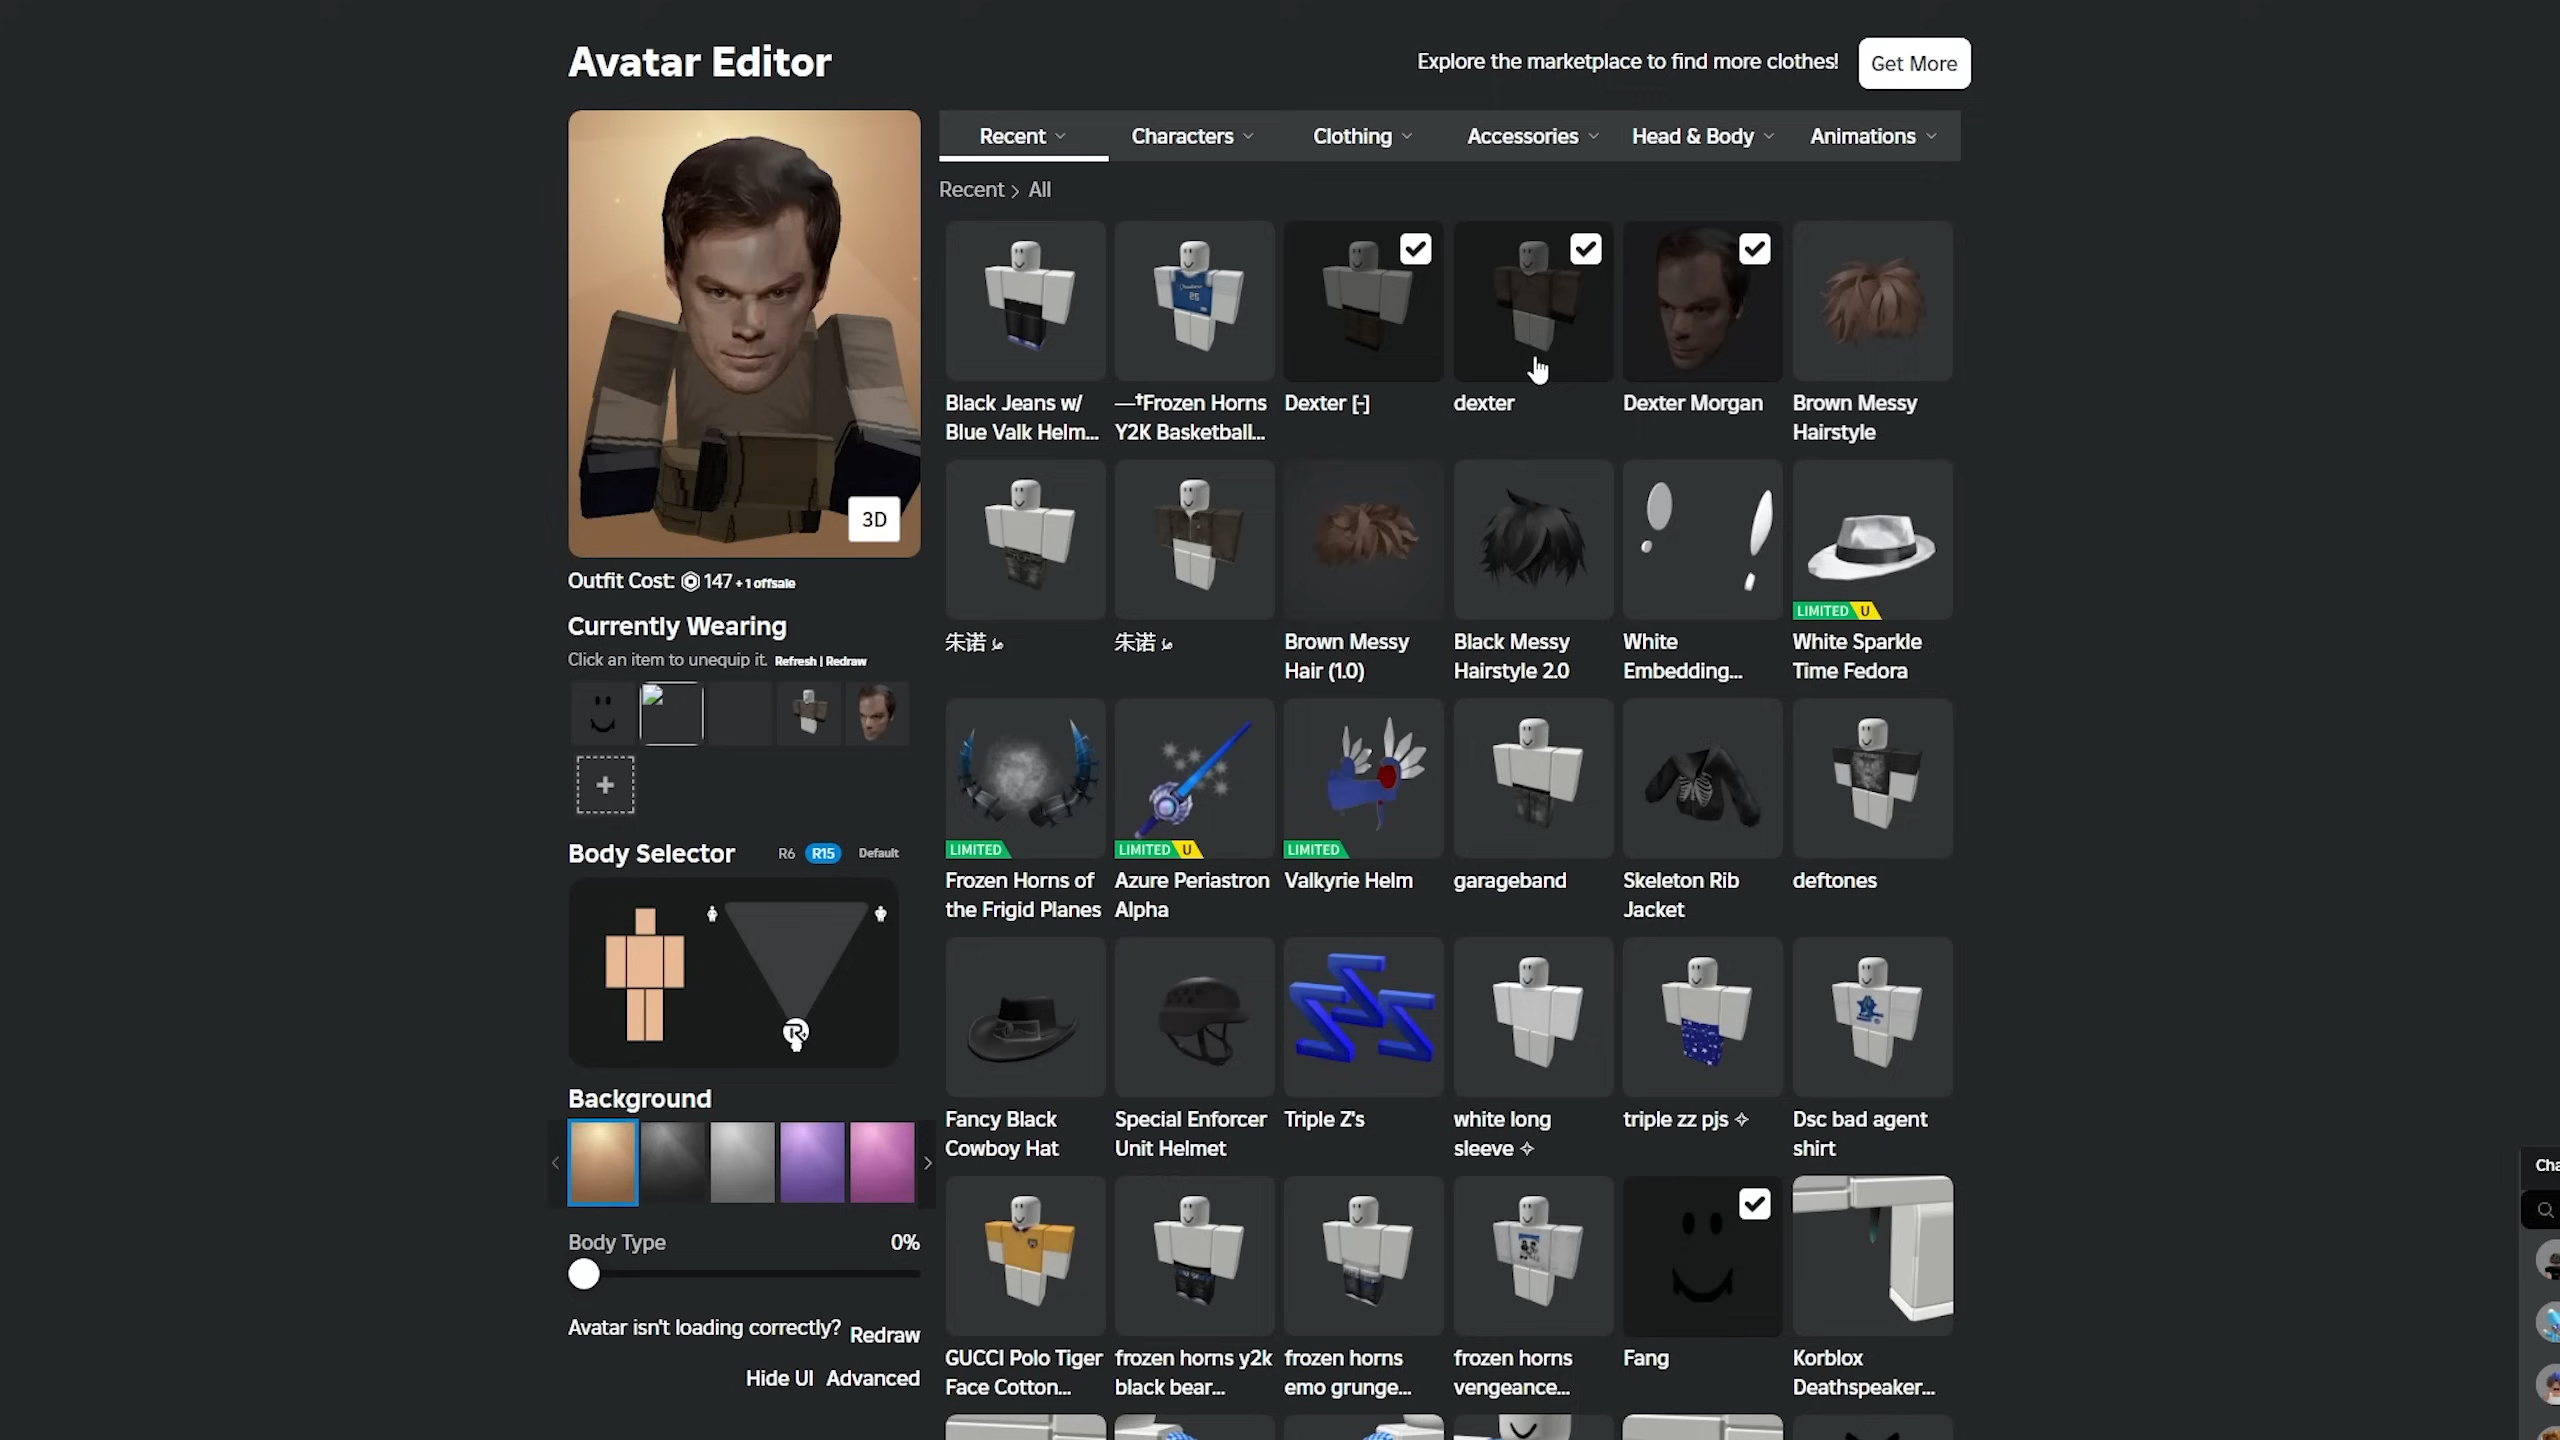 Avatar Editor
Explore the marketplace to find more clothes!
Get More
Recent
Characters
Clothing
Accessories
Head & Body
Animations
Recent > All
3D
Outfit Cost: 147 + 1 offsale
Currently Wearing
Click an item to unequip it. Refresh | Redraw
+
Body Selector
R6
R15
Default
Background
Body Type
0%
Avatar isn't loading correctly? Redraw
Hide UI
Advanced
Black Jeans w/
Blue Valk Helm...
—†Frozen Horns
Y2K Basketball...
Dexter [-]
dexter
Dexter Morgan
Brown Messy
Hairstyle
朱诺
朱诺
Brown Messy
Hair (1.0)
Black Messy
Hairstyle 2.0
White
Embedding...
LIMITED U
White Sparkle
Time Fedora
LIMITED
Frozen Horns of
the Frigid Planes
LIMITED U
Azure Periastron
Alpha
LIMITED
Valkyrie Helm
garageband
Skeleton Rib
Jacket
deftones
Fancy Black
Cowboy Hat
Special Enforcer
Unit Helmet
Triple Z's
white long
sleeve ✧
triple zz pjs ✧
Dsc bad agent
shirt
GUCCI Polo Tiger
Face Cotton...
frozen horns y2k
black bear...
frozen horns
emo grunge...
frozen horns
vengeance...
Fang
Korblox
Deathspeaker...
Cha